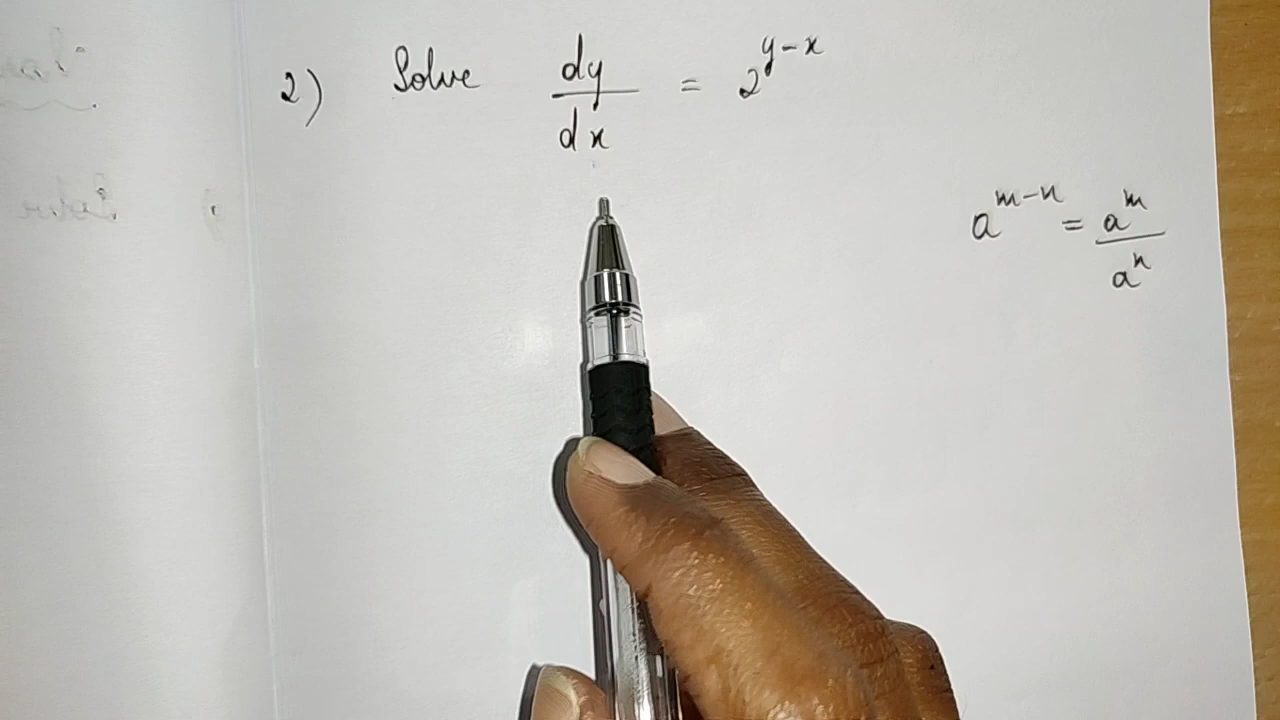 2) Solve dy/dx = 2^{y-x}
a^{m-n} = a^m/a^n